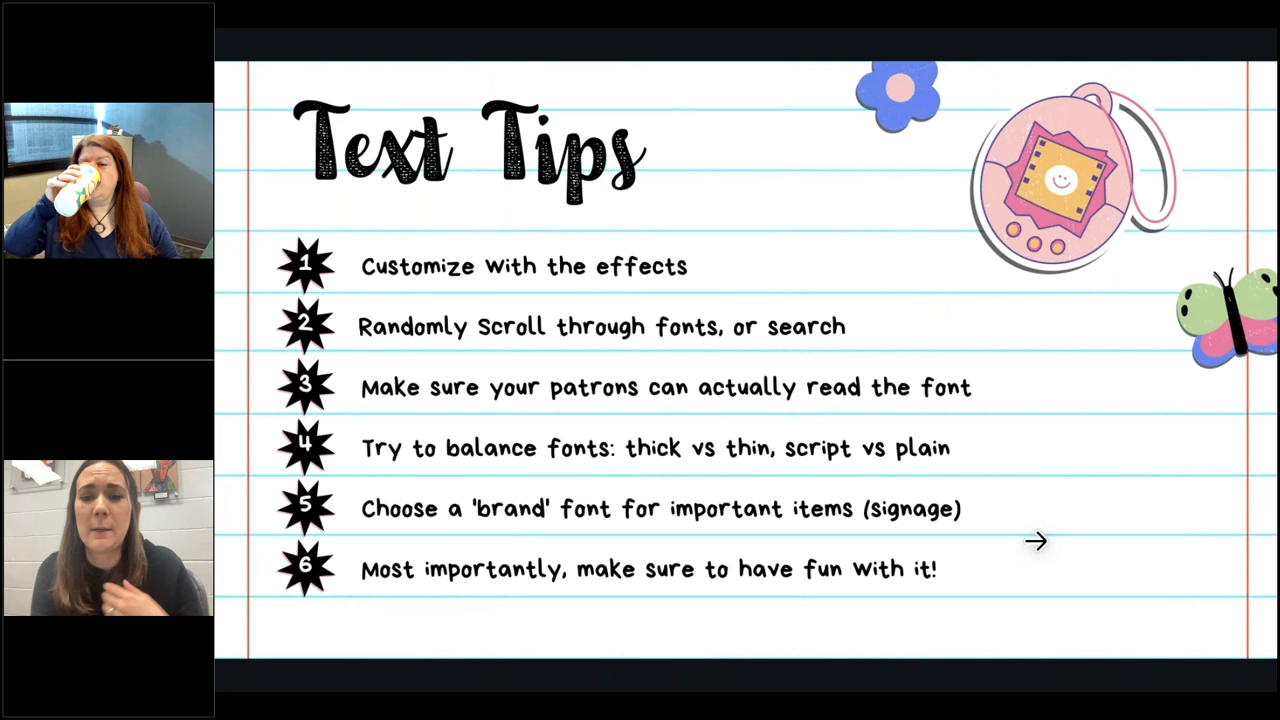 Text Tips
1 Customize with the effects
2 Randomly Scroll through fonts, or search
3 Make sure your patrons can actually read the font
4 Try to balance fonts: thick vs thin, script vs plain
5 Choose a 'brand' font for important items (signage)
6 Most importantly, make sure to have fun with it!